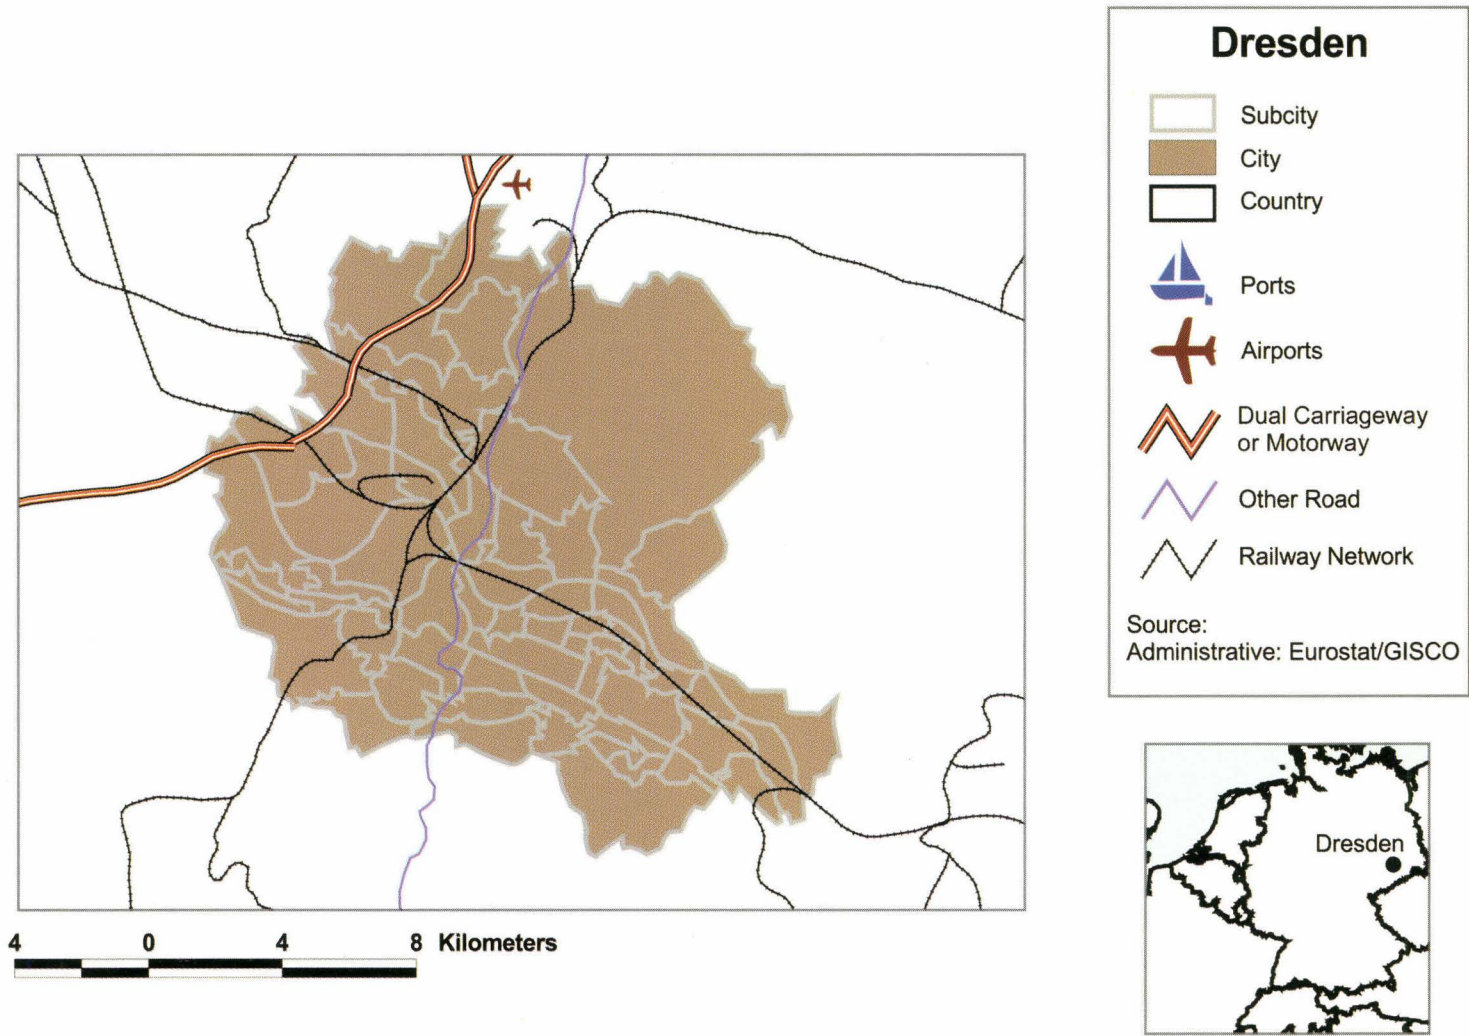 Dresden
Subcity
City
Country
Ports
Airports
Dual Carriageway
or Motorway
Other Road
Railway Network
Source:
Administrative: Eurostat/GISCO
4 0 4 8 Kilometers
Dresden